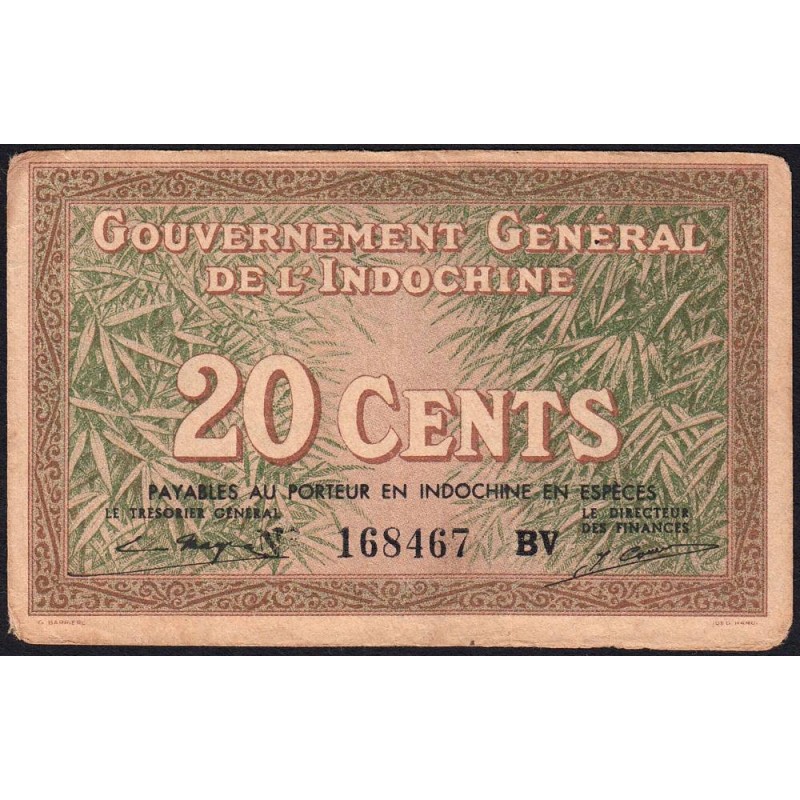 GOUVERNEMENT GÉNÉRAL
DE L'INDOCHINE
20 CENTS
PAYABLES AU PORTEUR EN INDOCHINE EN ESPÈCES
LE TRÉSORIER GÉNÉRAL
LE DIRECTEUR
DES FINANCES
168467 BV